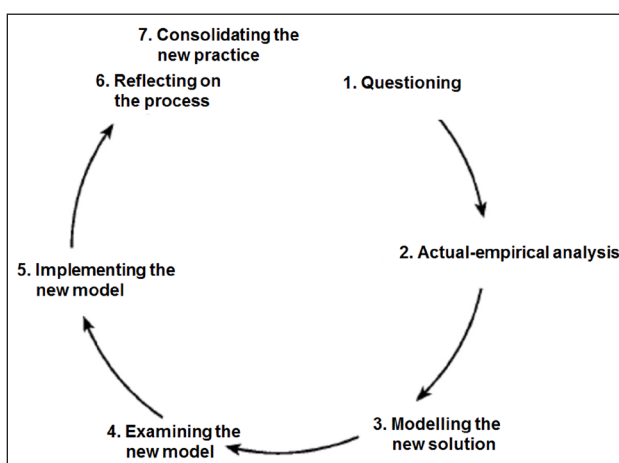 7. Consolidating the
new practice
6. Reflecting on
the process
1. Questioning
2. Actual-empirical analysis
3. Modelling the
new solution
4. Examining the
new model
5. Implementing the
new model